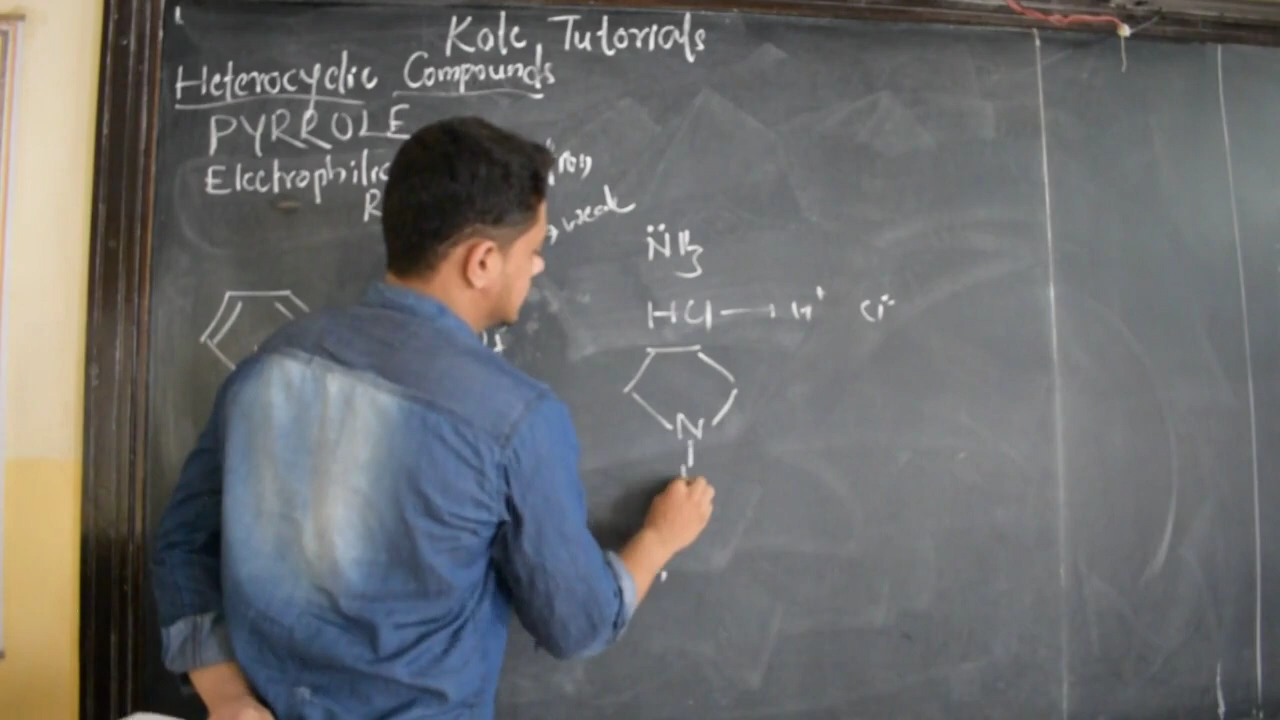 Kole Tutorials
Heterocyclic Compounds
PYRROLE
Electrophilic
R
weak
N̈H3
HCl → H+ Cl-
N